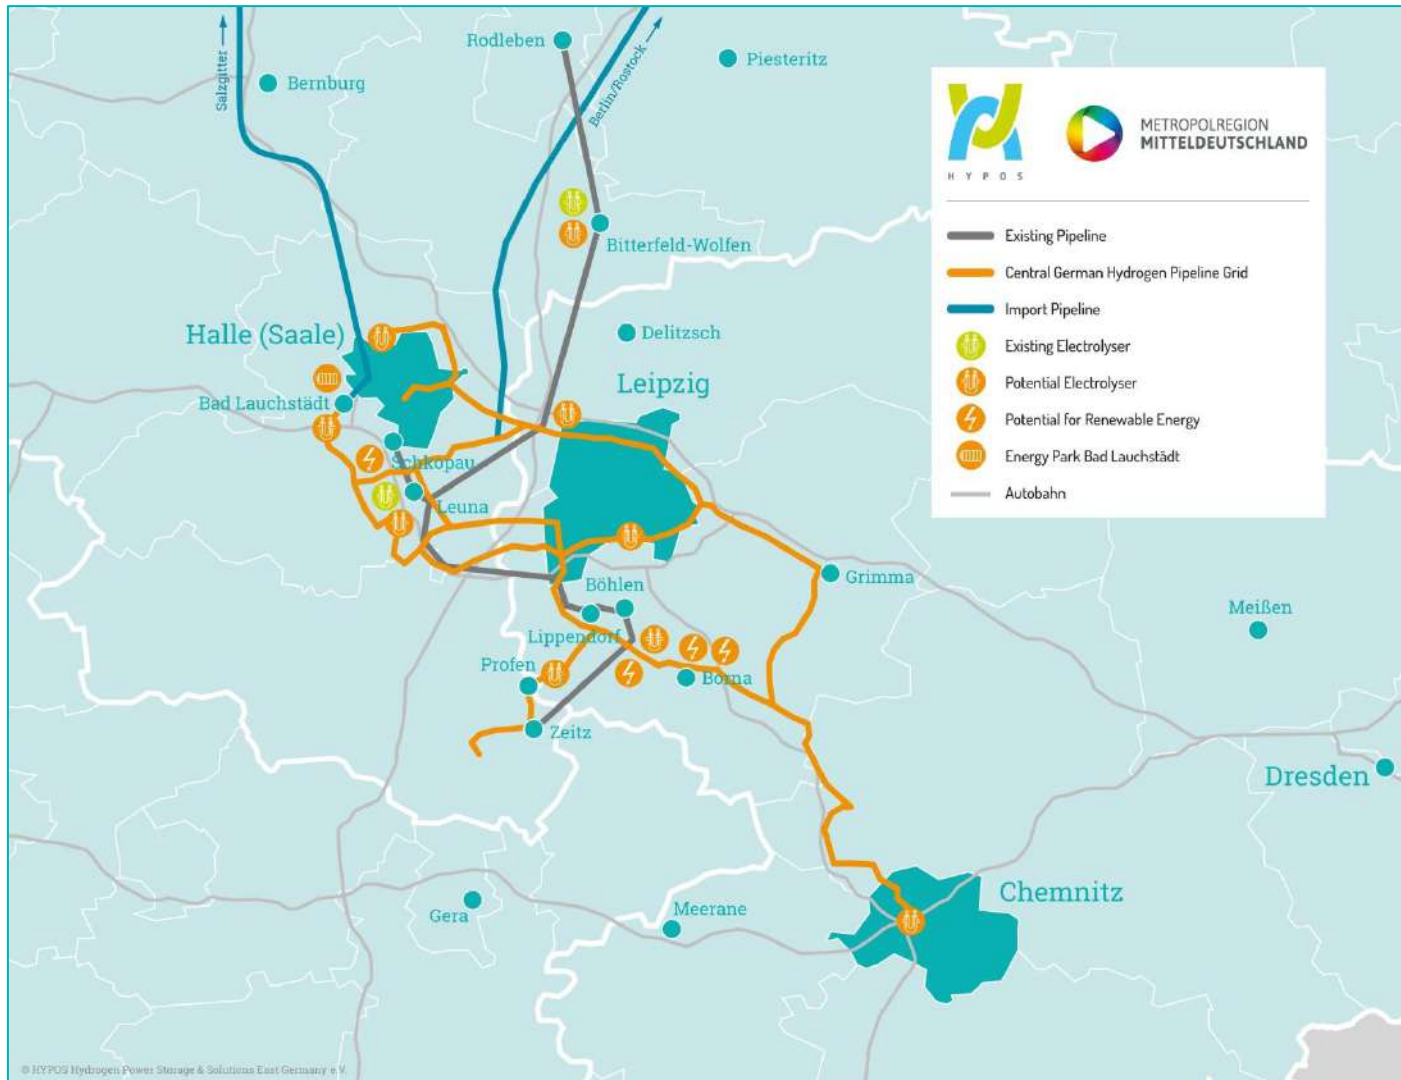 Rodleben
Piesteritz
Salzgitter
Bernburg
Berlin/Rostock
HYPOS
METROPOLREGION
MITTELDEUTSCHLAND
Existing Pipeline
Central German Hydrogen Pipeline Grid
Import Pipeline
Existing Electrolyser
Potential Electrolyser
Potential for Renewable Energy
Energy Park Bad Lauchstädt
Autobahn
Bitterfeld-Wolfen
Halle (Saale)
Delitzsch
Leipzig
Bad Lauchstädt
Schkopau
Leuna
Grimma
Böhlen
Meißen
Lippendorf
Profen
Borna
Zeitz
Dresden
Chemnitz
Gera
Meerane
© HYPOS Hydrogen Power Storage & Solutions East Germany e.V.